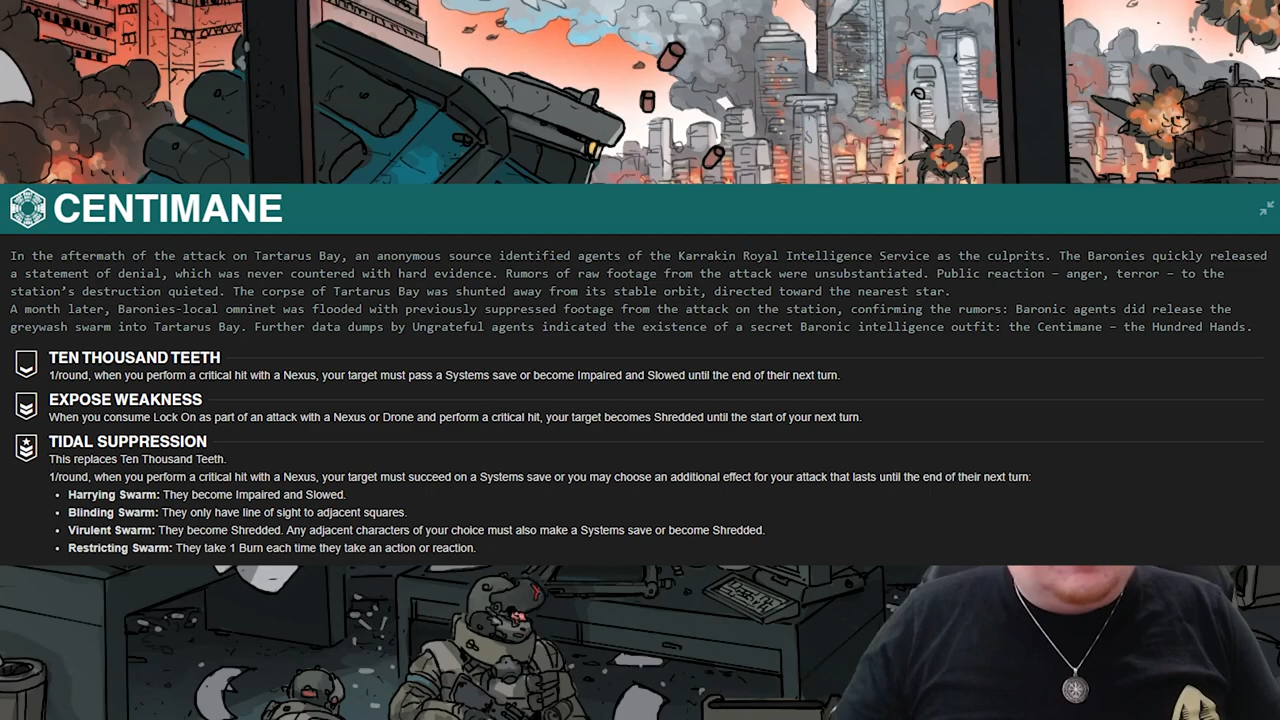 CENTIMANE
In the aftermath of the attack on Tartarus Bay, an anonymous source identified agents of the Karrakin Royal Intelligence Service as the culprits. The Baronies quickly released
a statement of denial, which was never countered with hard evidence. Rumors of raw footage from the attack were unsubstantiated. Public reaction – anger, terror – to the
station’s destruction quieted. The corpse of Tartarus Bay was shunted away from its stable orbit, directed toward the nearest star.
A month later, Baronies-local omninet was flooded with previously suppressed footage from the attack on the station, confirming the rumors: Baronic agents did release the
greywash swarm into Tartarus Bay. Further data dumps by Ungrateful agents indicated the existence of a secret Baronic intelligence outfit: the Centimane – the Hundred Hands.
TEN THOUSAND TEETH
1/round, when you perform a critical hit with a Nexus, your target must pass a Systems save or become Impaired and Slowed until the end of their next turn.
EXPOSE WEAKNESS
When you consume Lock On as part of an attack with a Nexus or Drone and perform a critical hit, your target becomes Shredded until the start of your next turn.
TIDAL SUPPRESSION
This replaces Ten Thousand Teeth.
1/round, when you perform a critical hit with a Nexus, your target must succeed on a Systems save or you may choose an additional effect for your attack that lasts until the end of their next turn:
• Harrying Swarm: They become Impaired and Slowed.
• Blinding Swarm: They only have line of sight to adjacent squares.
• Virulent Swarm: They become Shredded. Any adjacent characters of your choice must also make a Systems save or become Shredded.
• Restricting Swarm: They take 1 Burn each time they take an action or reaction.